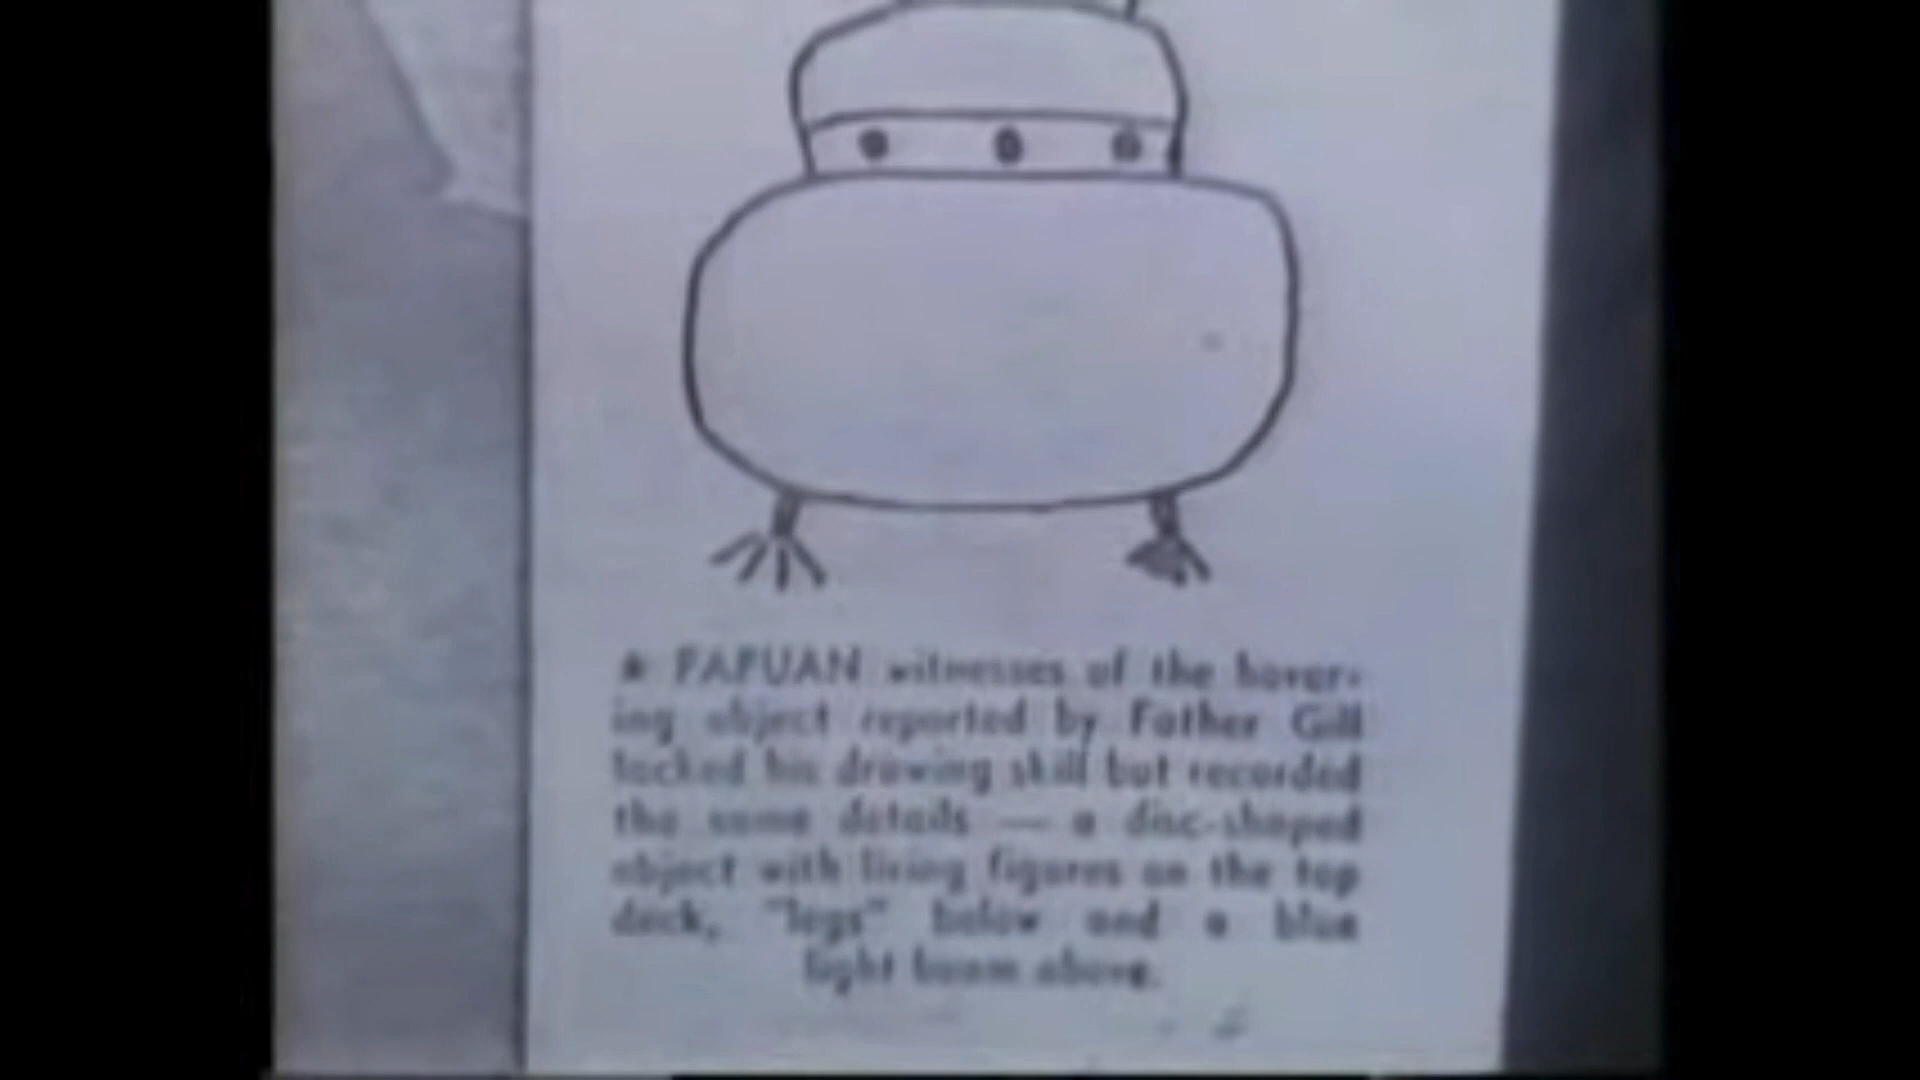 ★ PAPUAN witnesses of the hover-
ing object reported by Father Gill
lacked his drawing skill but recorded
the same details — a disc-shaped
object with living figures on the top
deck, "legs" below and a blue
light beam above.